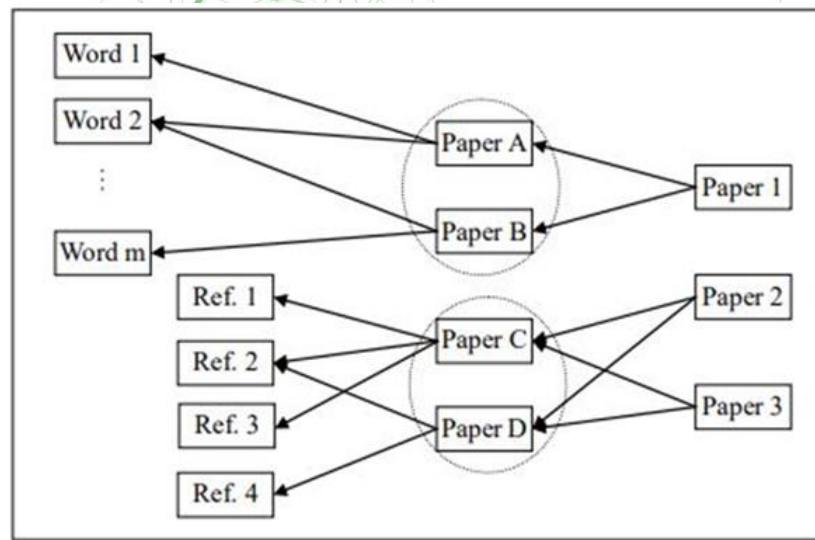 Word 1
Word 2
⋮
Word m
Paper A
Paper B
Paper 1
Ref. 1
Ref. 2
Ref. 3
Ref. 4
Paper C
Paper D
Paper 2
Paper 3